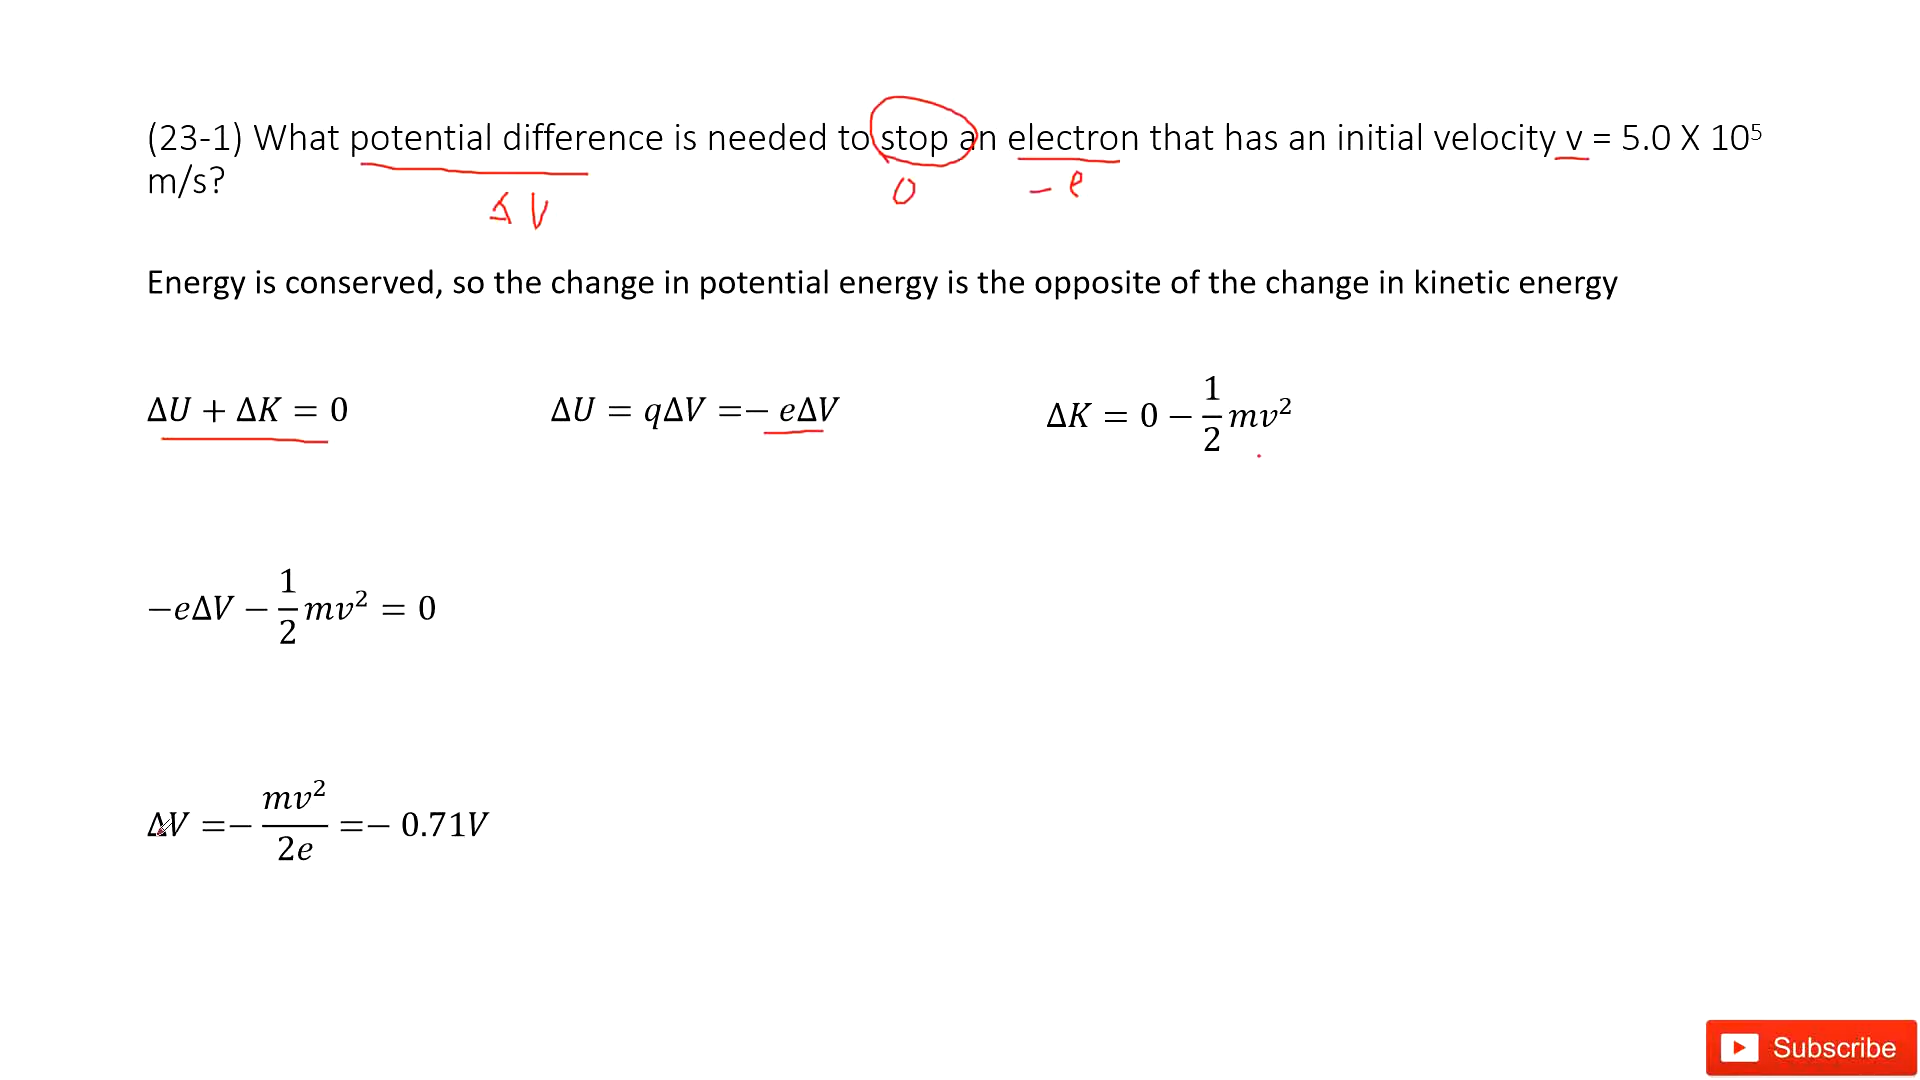 (23-1) What potential difference is needed to stop an electron that has an initial velocity v = 5.0 X 10⁵
m/s?
Δ V
0
- e
Energy is conserved, so the change in potential energy is the opposite of the change in kinetic energy
ΔU + ΔK = 0
ΔU = qΔV =− eΔV
ΔK = 0 − 1/2 mv²
−eΔV − 1/2 mv² = 0
ΔV =− mv²/2e =− 0.71V
Subscribe